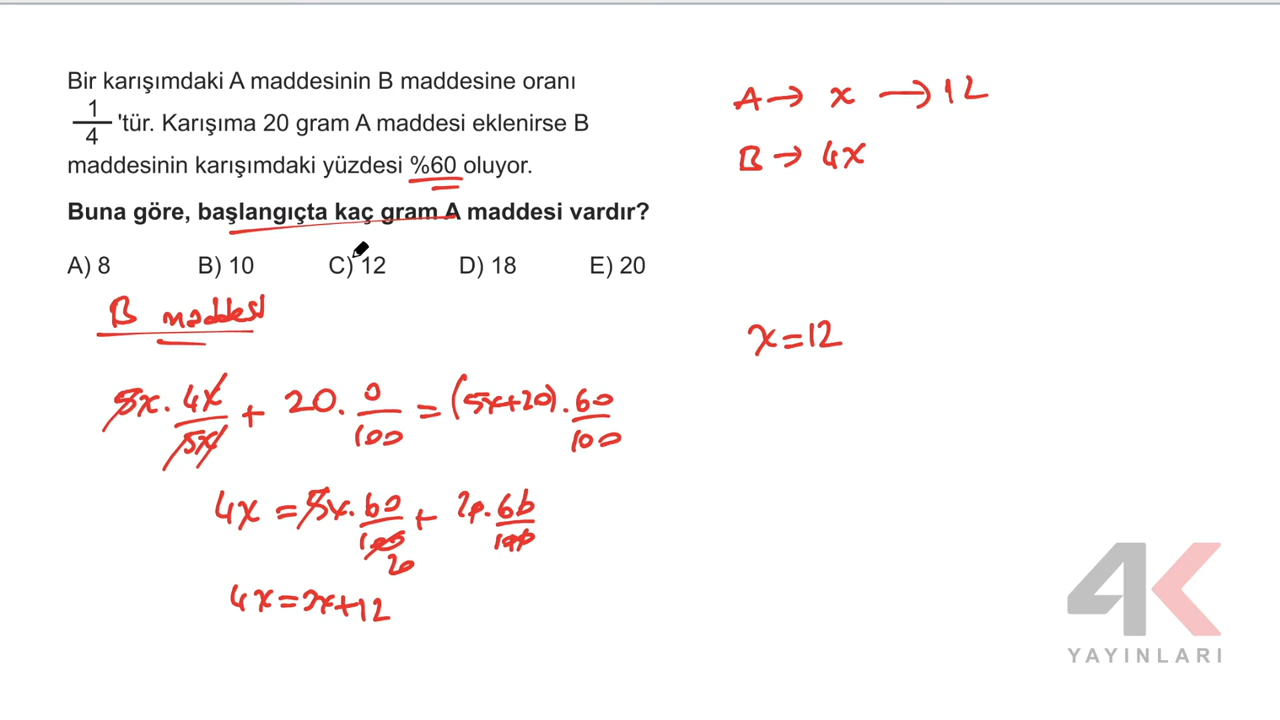 Bir karışımdaki A maddesinin B maddesine oranı
1/4 'tür. Karışıma 20 gram A maddesi eklenirse B
maddesinin karışımdaki yüzdesi %60 oluyor.
Buna göre, başlangıçta kaç gram A maddesi vardır?
A) 8 B) 10 C) 12 D) 18 E) 20
A → x → 12
B → 4x
B maddesi
5x . 4x/5x + 20 . 0/100 = (5x+20) . 60/100
4x = 5x . 60/100 + 20 . 60/100
20
4x = 3x + 12
x = 12
4K
YAYINLARI